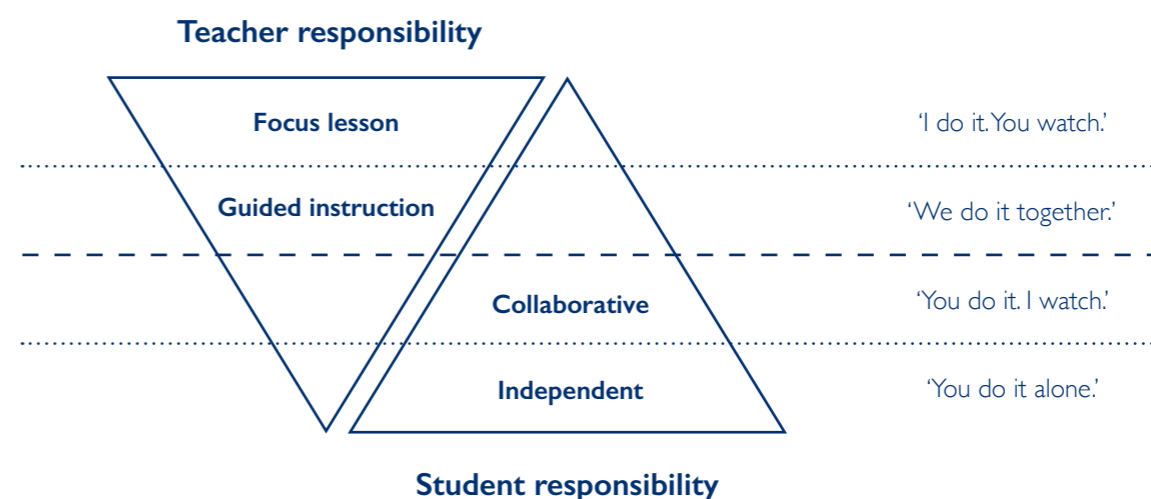 Teacher responsibility
Focus lesson
‘I do it. You watch.’
Guided instruction
‘We do it together.’
Collaborative
‘You do it. I watch.’
Independent
‘You do it alone.’
Student responsibility